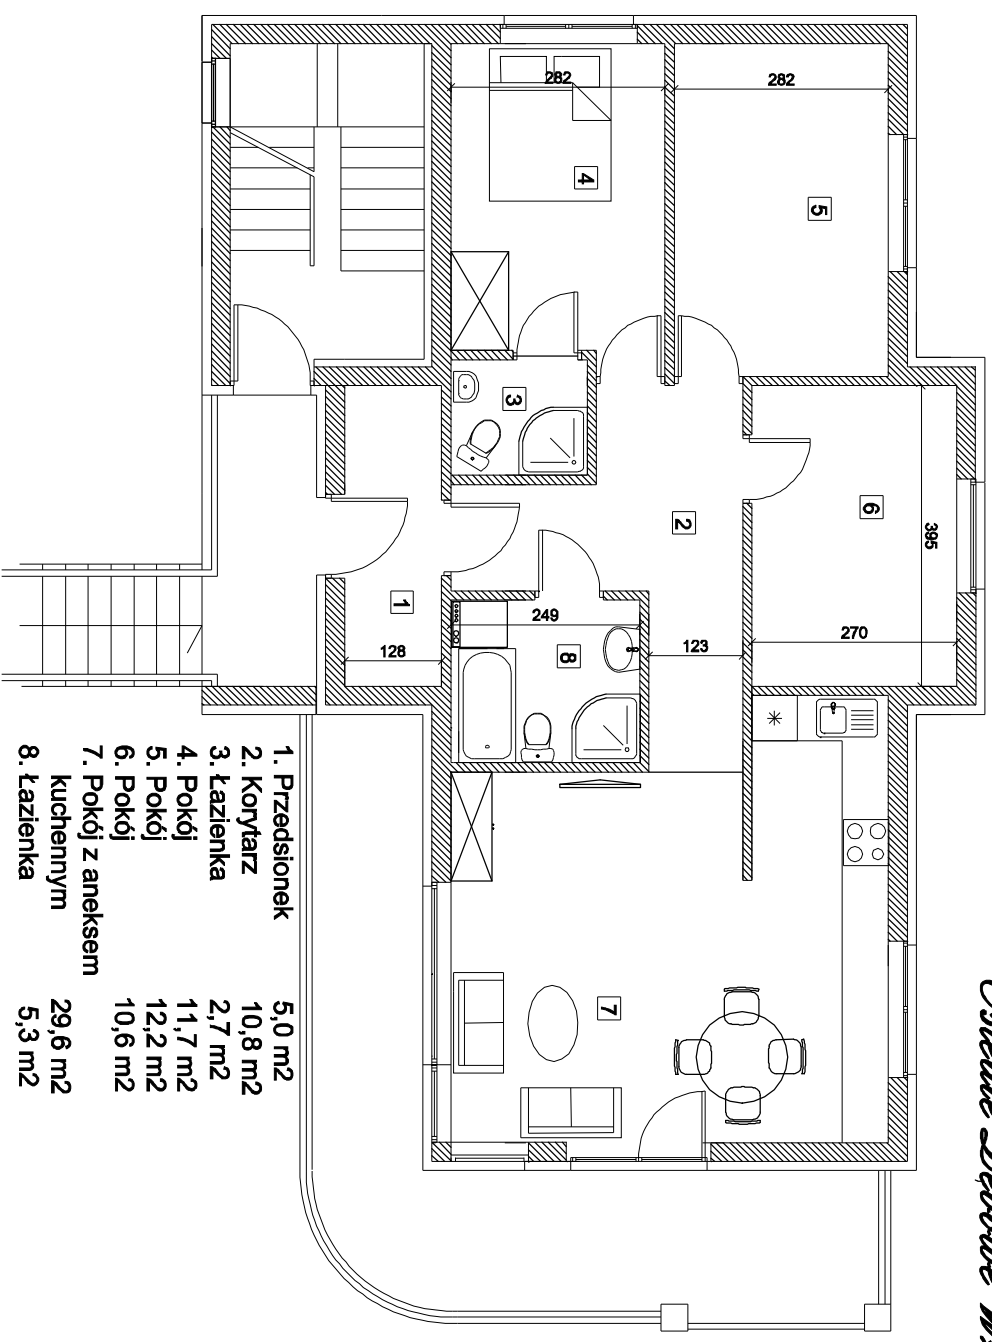 282
282
4
5
3
6
395
2
1
249
8
270
123
128
7
1. Przedsionek 5,0 m2
2. Korytarz 10,8 m2
3. Łazienka 2,7 m2
4. Pokój 11,7 m2
5. Pokój 12,2 m2
6. Pokój 10,6 m2
7. Pokój z aneksem
kuchennym 29,6 m2
8. Łazienka 5,3 m2